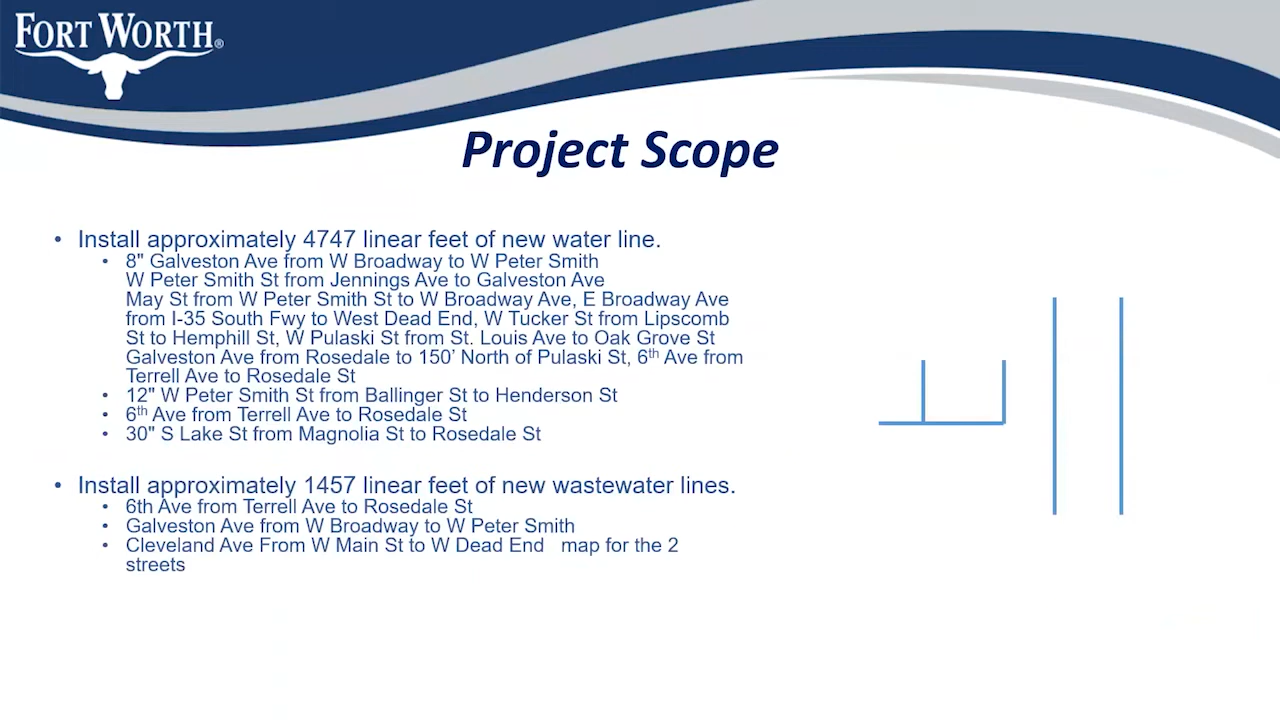 FORT WORTH®
Project Scope
• Install approximately 4747 linear feet of new water line.
• 8" Galveston Ave from W Broadway to W Peter Smith
W Peter Smith St from Jennings Ave to Galveston Ave
May St from W Peter Smith St to W Broadway Ave, E Broadway Ave
from I-35 South Fwy to West Dead End, W Tucker St from Lipscomb
St to Hemphill St, W Pulaski St from St. Louis Ave to Oak Grove St
Galveston Ave from Rosedale to 150’ North of Pulaski St, 6th Ave from
Terrell Ave to Rosedale St
• 12" W Peter Smith St from Ballinger St to Henderson St
• 6th Ave from Terrell Ave to Rosedale St
• 30" S Lake St from Magnolia St to Rosedale St
• Install approximately 1457 linear feet of new wastewater lines.
• 6th Ave from Terrell Ave to Rosedale St
• Galveston Ave from W Broadway to W Peter Smith
• Cleveland Ave From W Main St to W Dead End map for the 2
streets